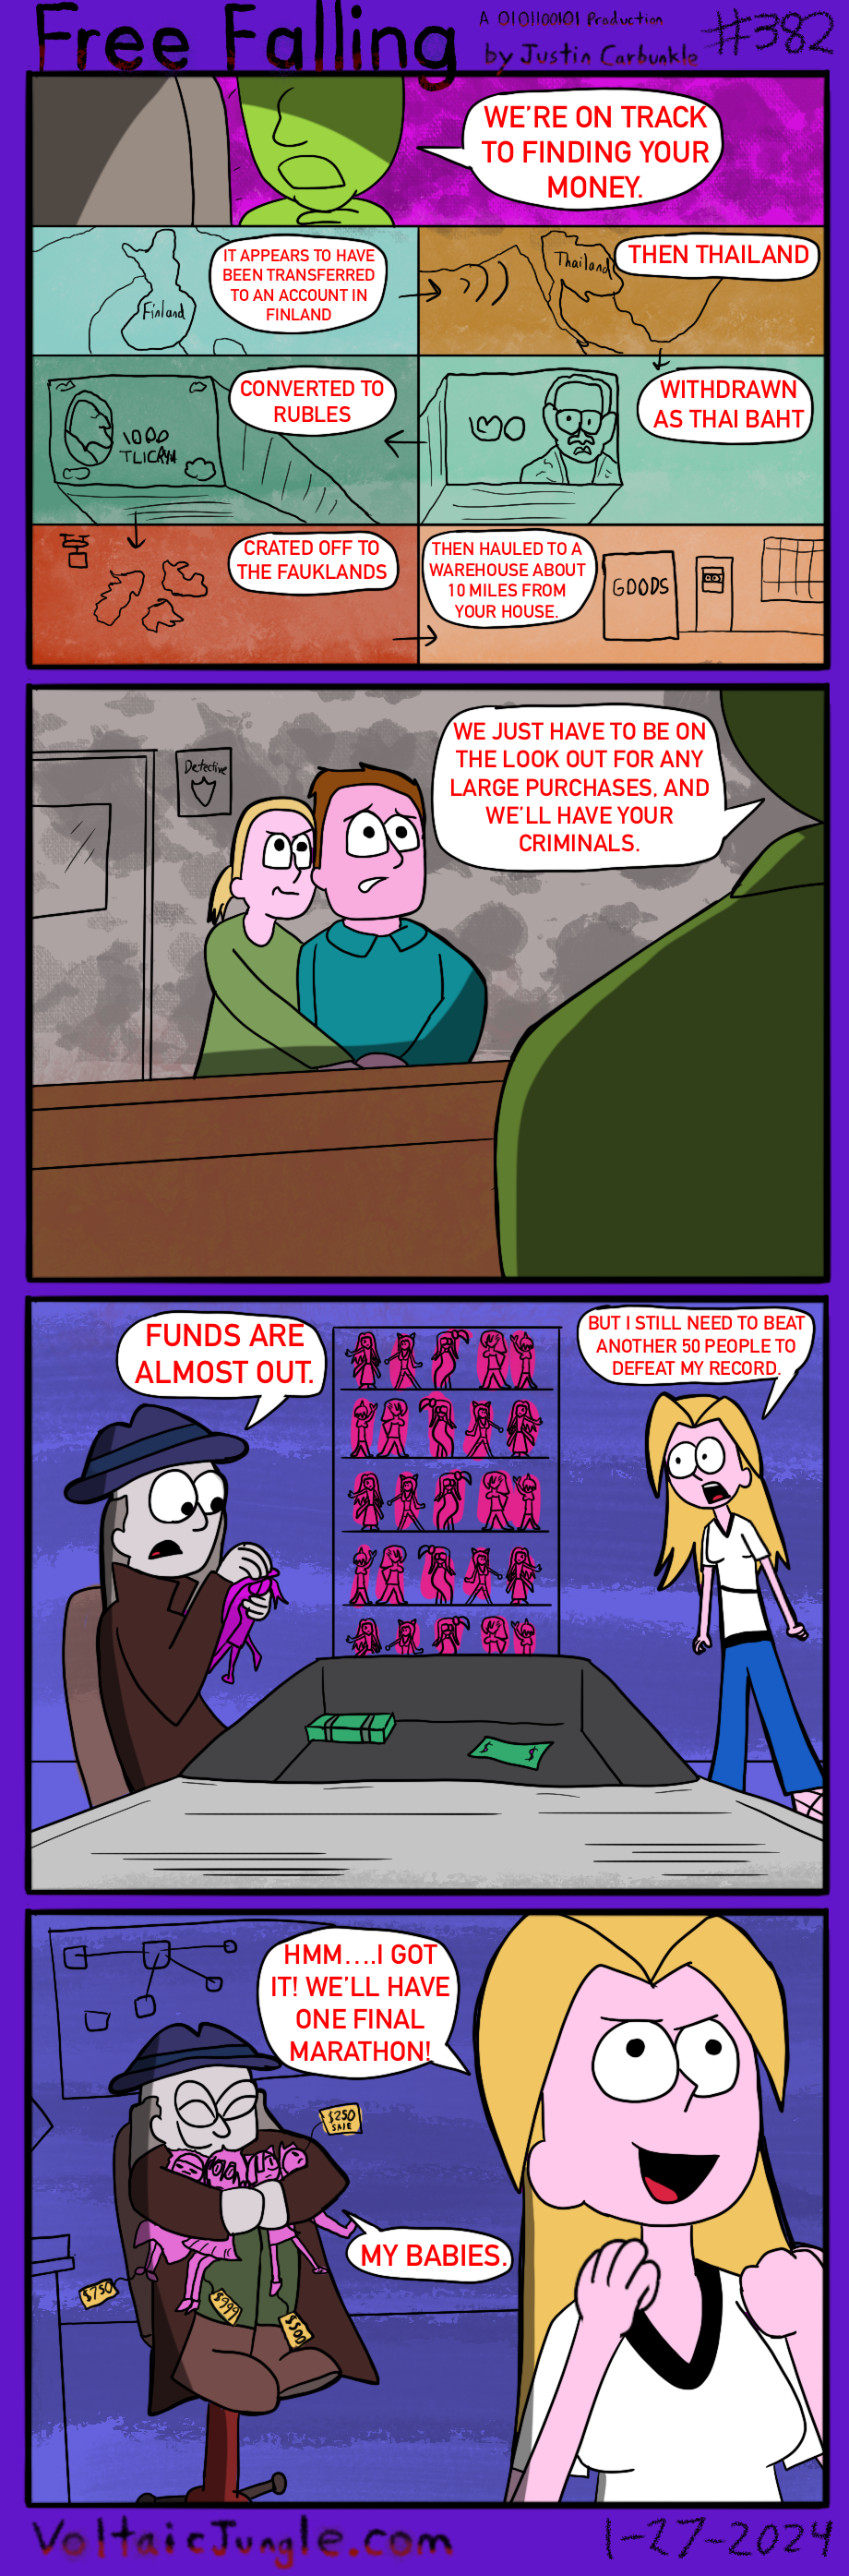 Free Falling
A 0101100101 Production
by Justin Carbunkle
#382
WE'RE ON TRACK
TO FINDING YOUR
MONEY.
IT APPEARS TO HAVE
BEEN TRANSFERRED
TO AN ACCOUNT IN
FINLAND
Finland
THEN THAILAND
Thailand
WITHDRAWN
AS THAI BAHT
100
CONVERTED TO
RUBLES
1000
CRATED OFF TO
THE FAUKLANDS
THEN HAULED TO A
WAREHOUSE ABOUT
10 MILES FROM
YOUR HOUSE.
GOODS
WE JUST HAVE TO BE ON
THE LOOK OUT FOR ANY
LARGE PURCHASES, AND
WE'LL HAVE YOUR
CRIMINALS.
Detective
FUNDS ARE
ALMOST OUT.
BUT I STILL NEED TO BEAT
ANOTHER 50 PEOPLE TO
DEFEAT MY RECORD.
$ $
HMM....I GOT
IT! WE'LL HAVE
ONE FINAL
MARATHON!
$250
SALE
MY BABIES.
$750
$999
$500
VoltaicJungle.com
1-27-2024